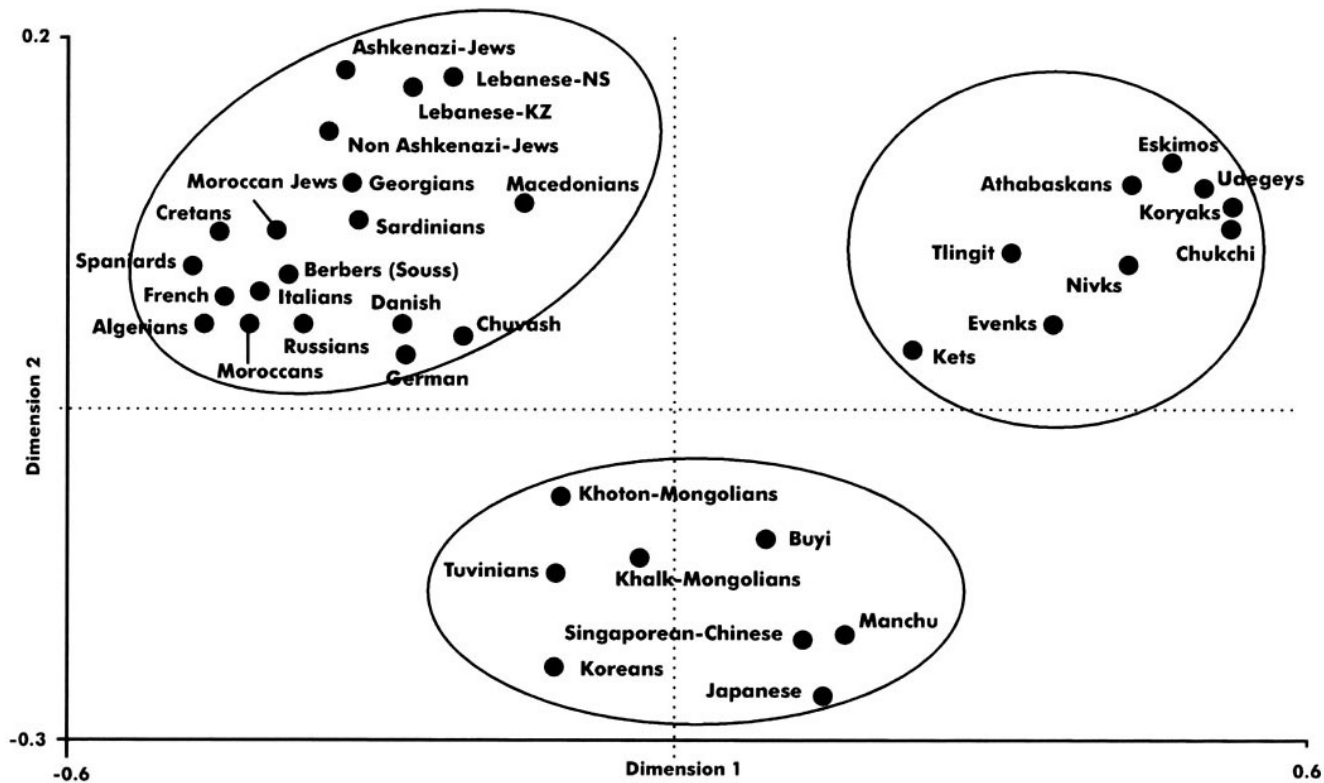 0.2
Ashkenazi-Jews
Lebanese-NS
Lebanese-KZ
Non Ashkenazi-Jews
Moroccan Jews
Georgians
Macedonians
Cretans
Sardinians
Spaniards
Berbers (Souss)
French
Italians
Danish
Algerians
Russians
Chuvash
Moroccans
German
Eskimos
Athabaskans
Udegeys
Koryaks
Tlingit
Chukchi
Nivks
Evenks
Kets
Dimension 2
Khoton-Mongolians
Buyi
Tuvinians
Khalk-Mongolians
Singaporean-Chinese
Manchu
Koreans
Japanese
-0.3
-0.6
Dimension 1
0.6